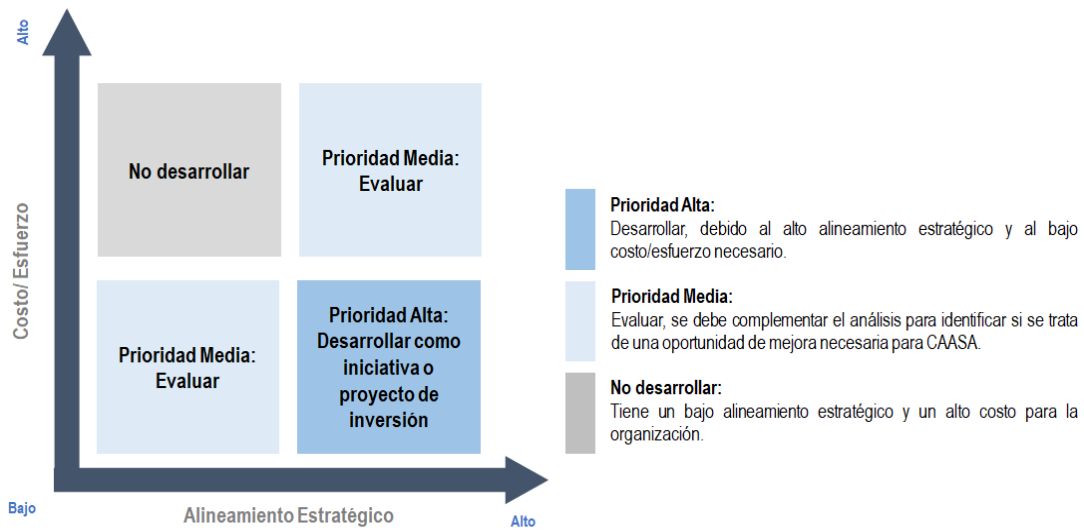 Alto
No desarrollar
Prioridad Media:
Evaluar
Prioridad Media:
Evaluar
Prioridad Alta:
Desarrollar como
iniciativa o
proyecto de
inversión
Costo/ Esfuerzo
Bajo
Alineamiento Estratégico
Alto
Prioridad Alta:
Desarrollar, debido al alto alineamiento estratégico y al bajo
costo/esfuerzo necesario.
Prioridad Media:
Evaluar, se debe complementar el análisis para identificar si se trata
de una oportunidad de mejora necesaria para CAASA.
No desarrollar:
Tiene un bajo alineamiento estratégico y un alto costo para la
organización.